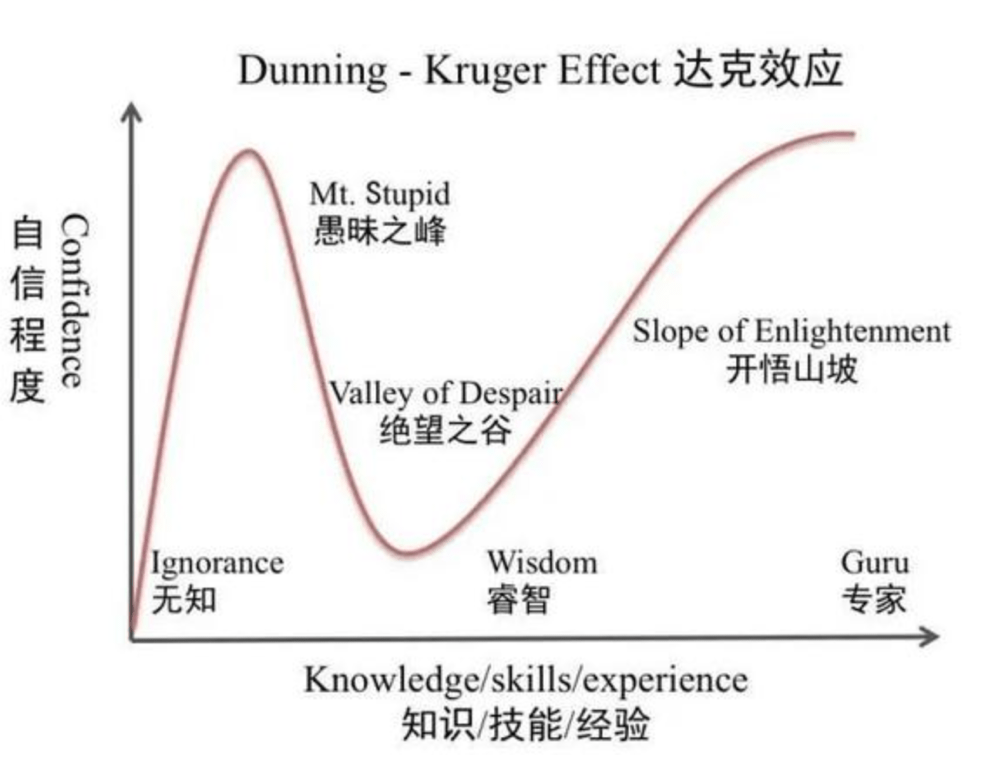 Dunning - Kruger Effect 达克效应
自信程度
Confidence
Mt. Stupid
愚昧之峰
Slope of Enlightenment
开悟山坡
Valley of Despair
绝望之谷
Ignorance
无知
Wisdom
睿智
Guru
专家
Knowledge/skills/experience
知识/技能/经验